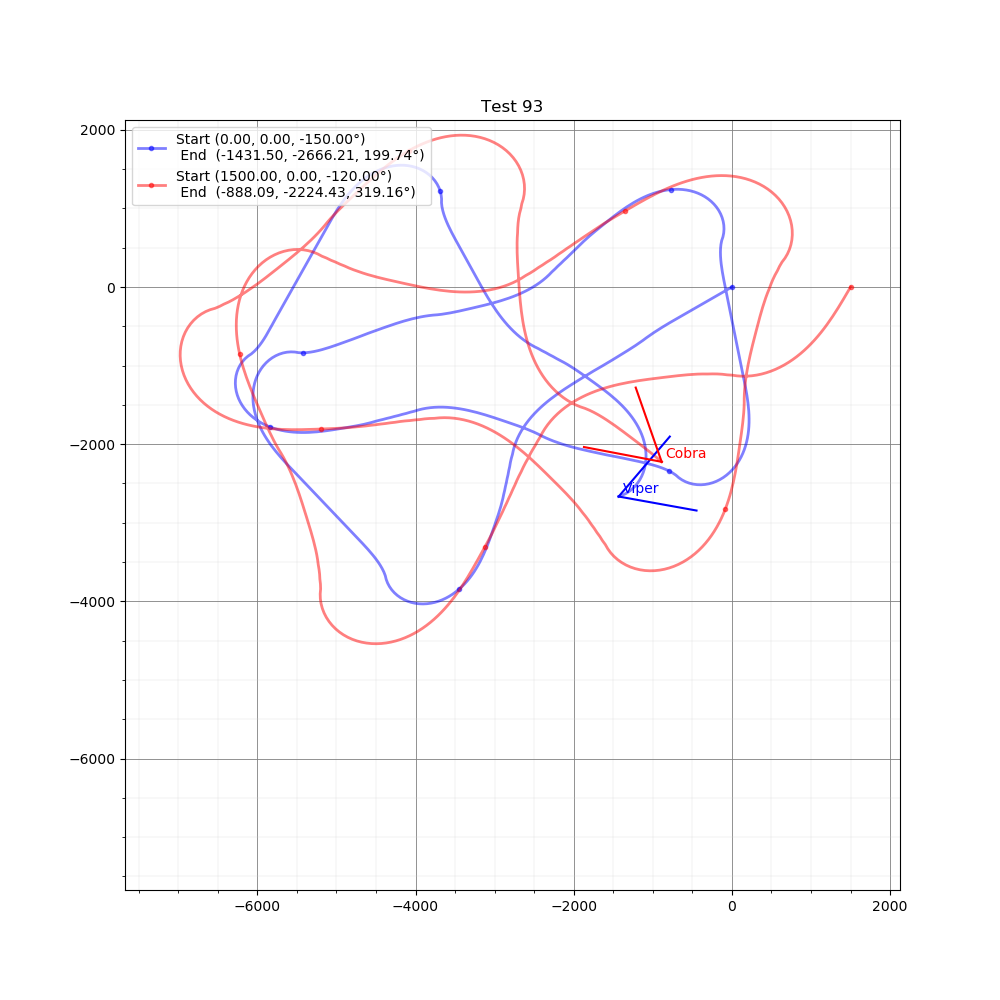 Test 93
Start (0.00, 0.00, -150.00°)
End (-1431.50, -2666.21, 199.74°)
Start (1500.00, 0.00, -120.00°)
End (-888.09, -2224.43, 319.16°)
2000
0
−2000
−4000
−6000
Cobra
Viper
−6000
−4000
−2000
0
2000